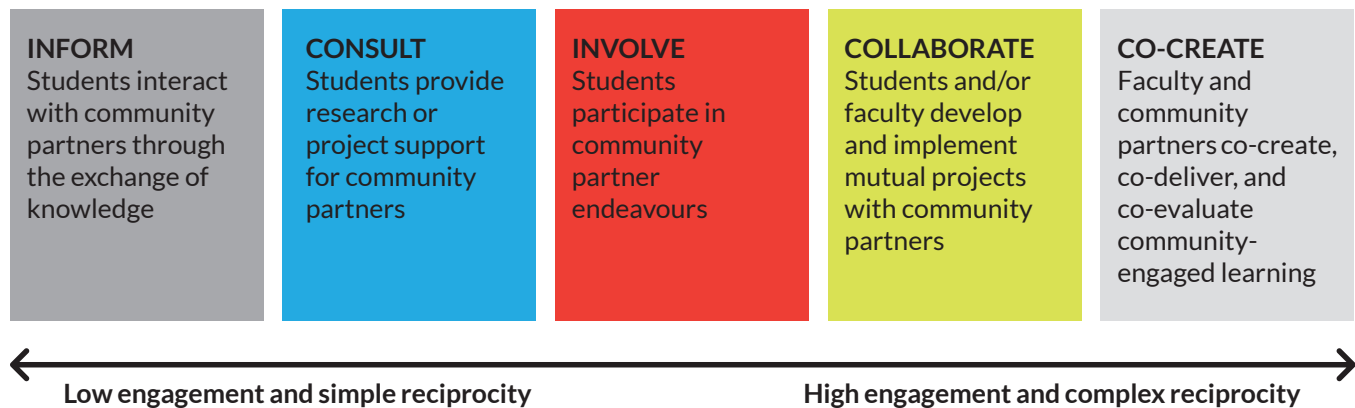 INFORM
Students interact
with community
partners through
the exchange of
knowledge
CONSULT
Students provide
research or
project support
for community
partners
INVOLVE
Students
participate in
community
partner
endeavours
COLLABORATE
Students and/or
faculty develop
and implement
mutual projects
with community
partners
CO-CREATE
Faculty and
community
partners co-create,
co-deliver, and
co-evaluate
community-
engaged learning
Low engagement and simple reciprocity
High engagement and complex reciprocity